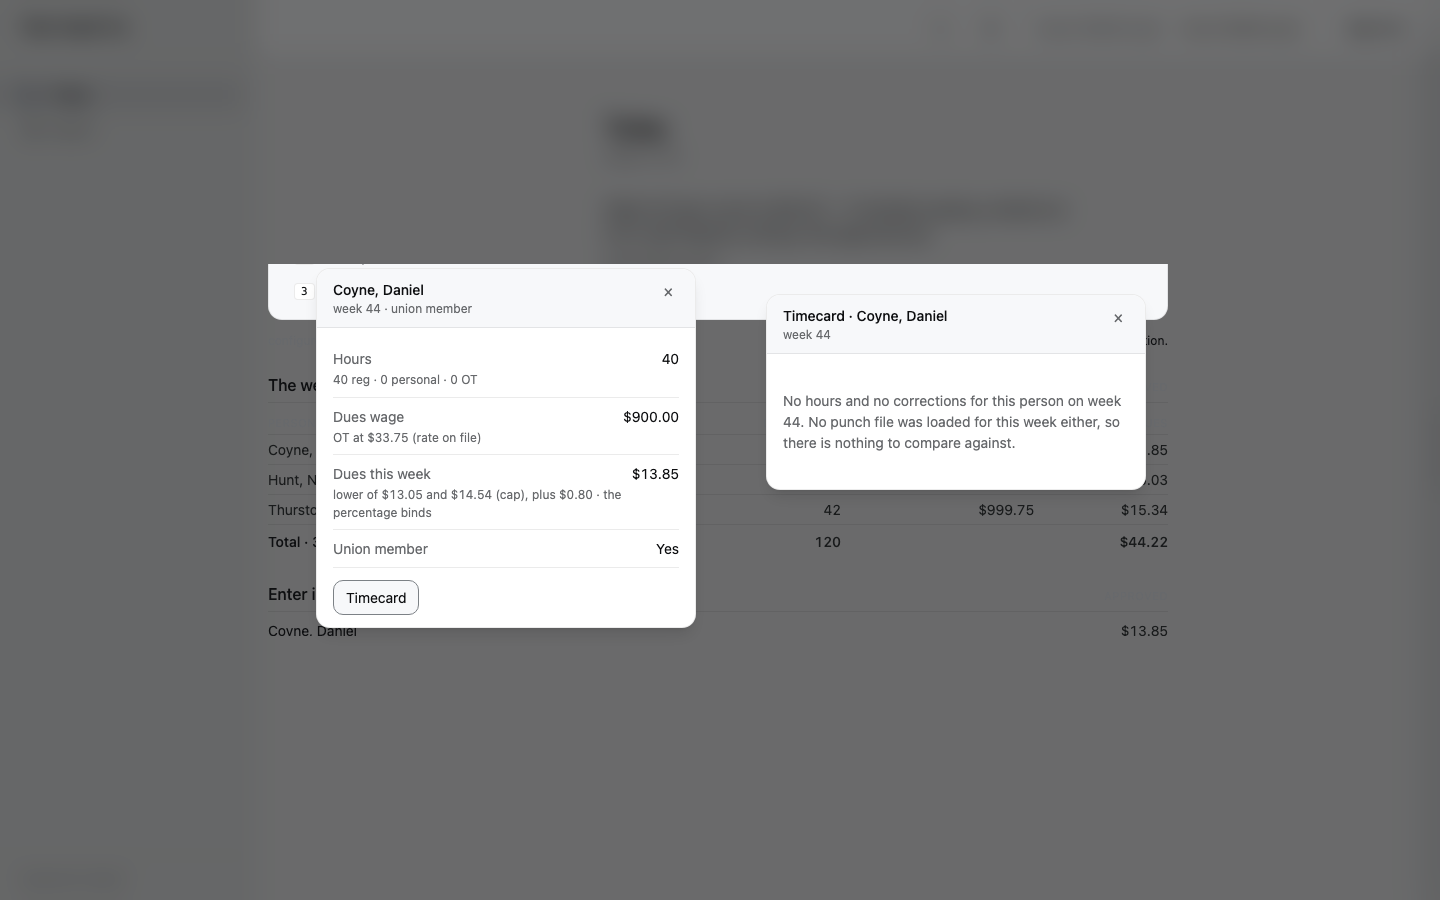 3
Coyne, Daniel
×
week 44 · union member
Hours 40
40 reg · 0 personal · 0 OT
Dues wage $900.00
OT at $33.75 (rate on file)
Dues this week $13.85
lower of $13.05 and $14.54 (cap), plus $0.80 · the
percentage binds
Union member Yes
Timecard
Timecard · Coyne, Daniel
×
week 44
No hours and no corrections for this person on week
44. No punch file was loaded for this week either, so
there is nothing to compare against.
The we
Coyne, .85
Hunt, N .03
Thursto 42 $999.75 $15.34
Total · 3 120 $44.22
Enter i
Coyne, Daniel $13.85